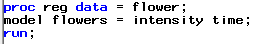 proc reg data = flower;
model flowers = intensity time;
run;